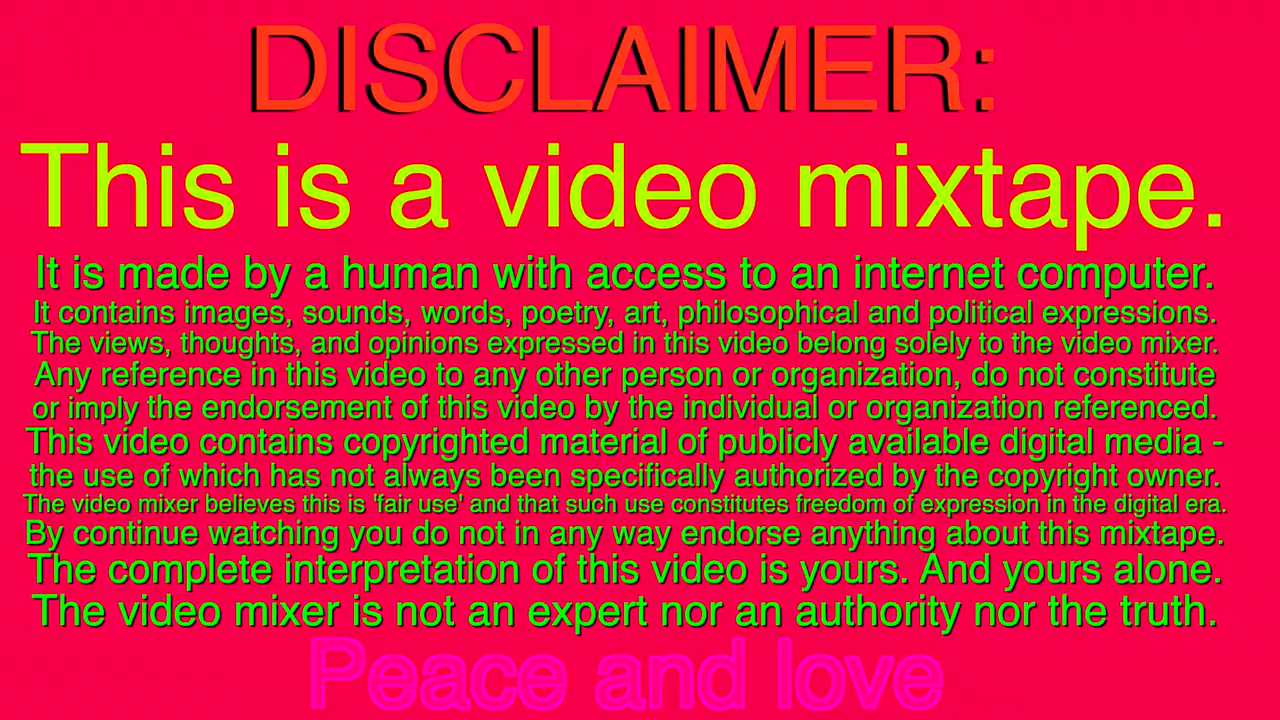 DISCLAIMER:
This is a video mixtape.
It is made by a human with access to an internet computer.
It contains images, sounds, words, poetry, art, philosophical and political expressions.
The views, thoughts, and opinions expressed in this video belong solely to the video mixer.
Any reference in this video to any other person or organization, do not constitute
or imply the endorsement of this video by the individual or organization referenced.
This video contains copyrighted material of publicly available digital media -
the use of which has not always been specifically authorized by the copyright owner.
The video mixer believes this is 'fair use' and that such use constitutes freedom of expression in the digital era.
By continue watching you do not in any way endorse anything about this mixtape.
The complete interpretation of this video is yours. And yours alone.
The video mixer is not an expert nor an authority nor the truth.
Peace and love